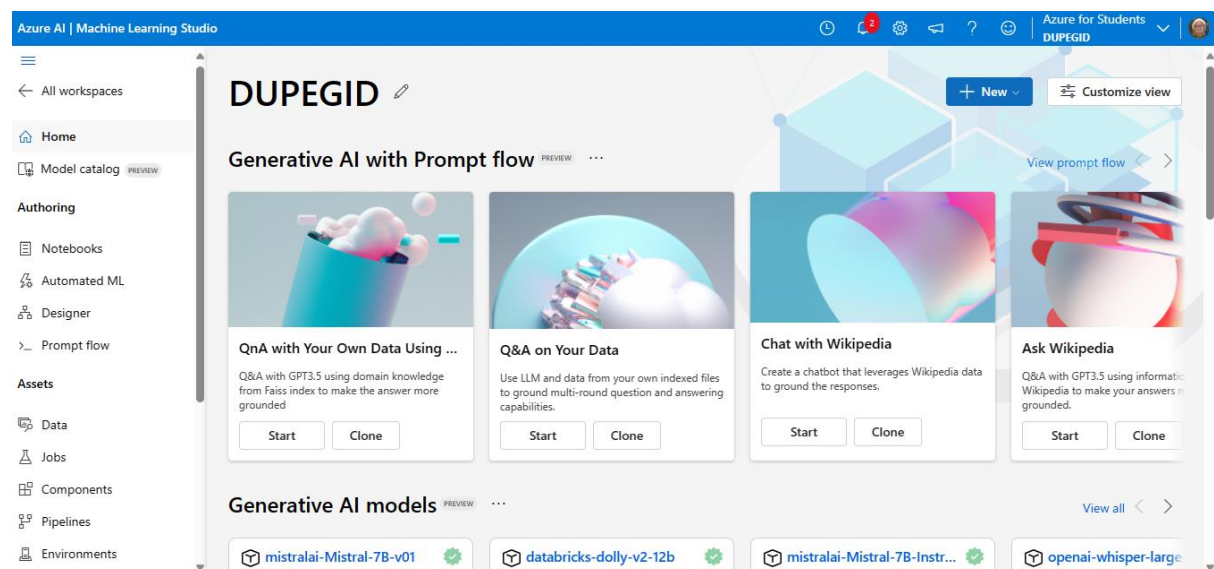 Azure AI | Machine Learning Studio
2
?
Azure for Students
DUPEGID
All workspaces
Home
Model catalog PREVIEW
Authoring
Notebooks
Automated ML
Designer
Prompt flow
Assets
Data
Jobs
Components
Pipelines
Environments
DUPEGID
+ New
Customize view
Generative AI with Prompt flow PREVIEW ...
View prompt flow < >
QnA with Your Own Data Using ...
Q&A with GPT3.5 using domain knowledge
from Faiss index to make the answer more
grounded
Start Clone
Q&A on Your Data
Use LLM and data from your own indexed files
to ground multi-round question and answering
capabilities.
Start Clone
Chat with Wikipedia
Create a chatbot that leverages Wikipedia data
to ground the responses.
Start Clone
Ask Wikipedia
Q&A with GPT3.5 using informatic
Wikipedia to make your answers
grounded.
Start Clone
Generative AI models PREVIEW ...
View all < >
mistralai-Mistral-7B-v01
databricks-dolly-v2-12b
mistralai-Mistral-7B-Instr...
openai-whisper-large-